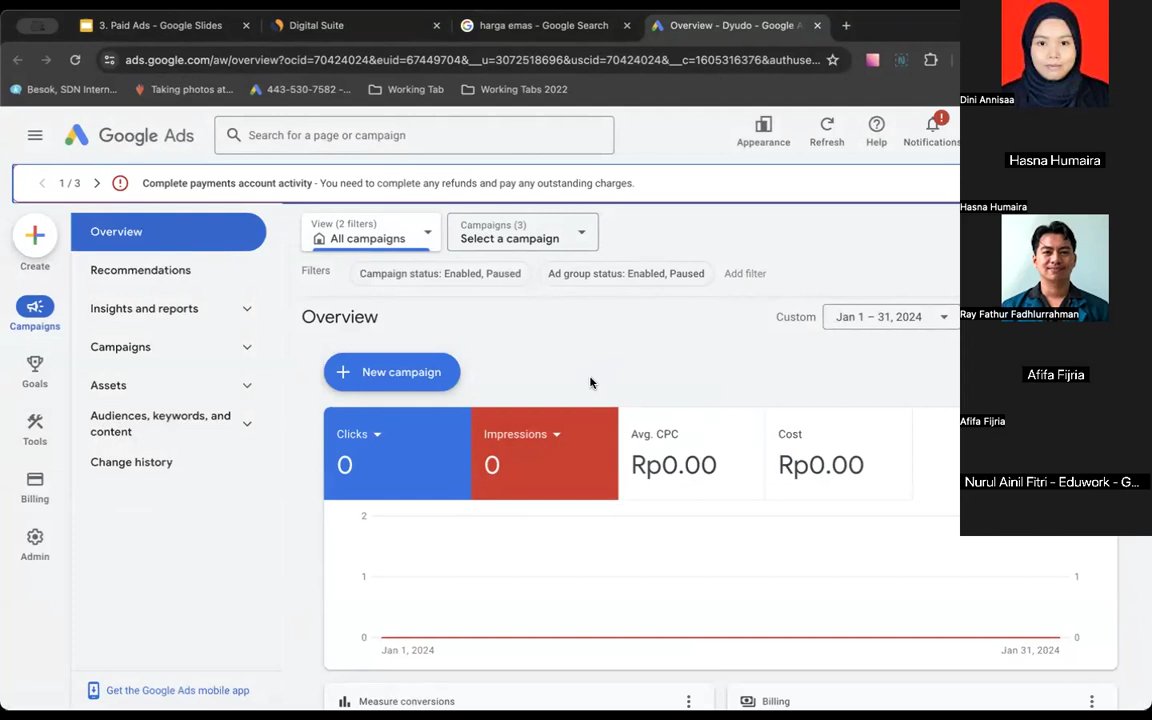 3. Paid Ads - Google Slides
Digital Suite
harga emas - Google Search
Overview - Dyudo - Google A
ads.google.com/aw/overview?ocid=70424024&euid=67449704&__u=3072518696&uscid=70424024&__c=1605316376&authuse...
Besok, SDN Intern...
Taking photos at...
443-530-7582 -...
Working Tab
Working Tabs 2022
Google Ads
Search for a page or campaign
Appearance
Refresh
Help
Notifications
1 / 3
Complete payments account activity - You need to complete any refunds and pay any outstanding charges.
Create
Campaigns
Goals
Tools
Billing
Admin
Overview
Recommendations
Insights and reports
Campaigns
Assets
Audiences, keywords, and
content
Change history
Get the Google Ads mobile app
View (2 filters)
All campaigns
Campaigns (3)
Select a campaign
Filters
Campaign status: Enabled, Paused
Ad group status: Enabled, Paused
Add filter
Overview
Custom
Jan 1 – 31, 2024
New campaign
Clicks
0
Impressions
0
Avg. CPC
Rp0.00
Cost
Rp0.00
2
1
1
0
0
Jan 1, 2024
Jan 31, 2024
Measure conversions
Billing
Dini Annisaa
Hasna Humaira
Hasna Humaira
Ray Fathur Fadhlurrahman
Afifa Fijria
Afifa Fijria
Nurul Ainil Fitri - Eduwork - G...